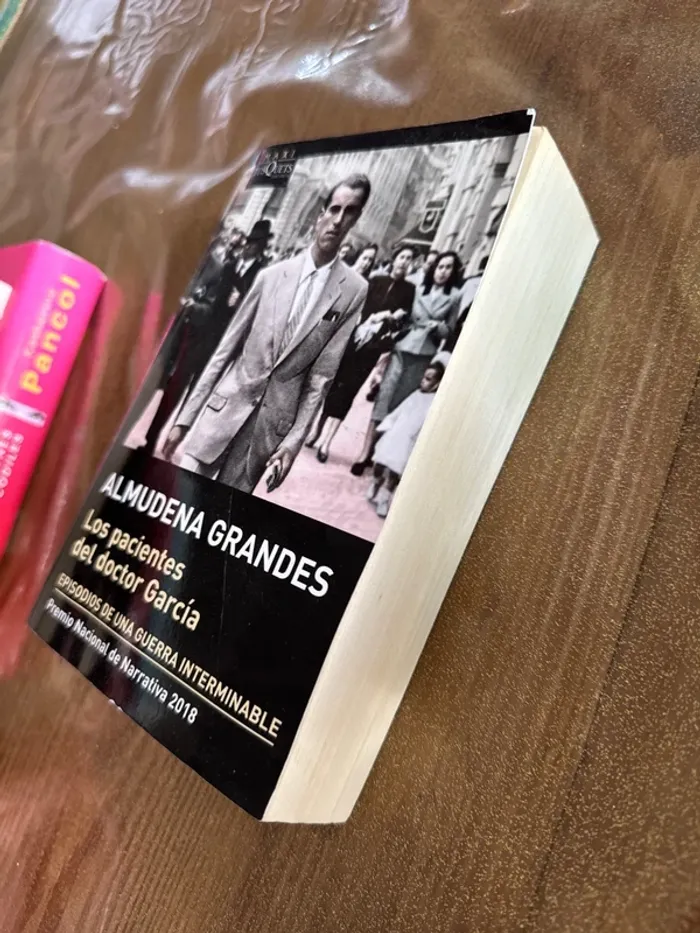 ALMUDENA GRANDES
Los pacientes
del doctor García
EPISODIOS DE UNA GUERRA INTERMINABLE
Premio Nacional de Narrativa 2018
Pancol